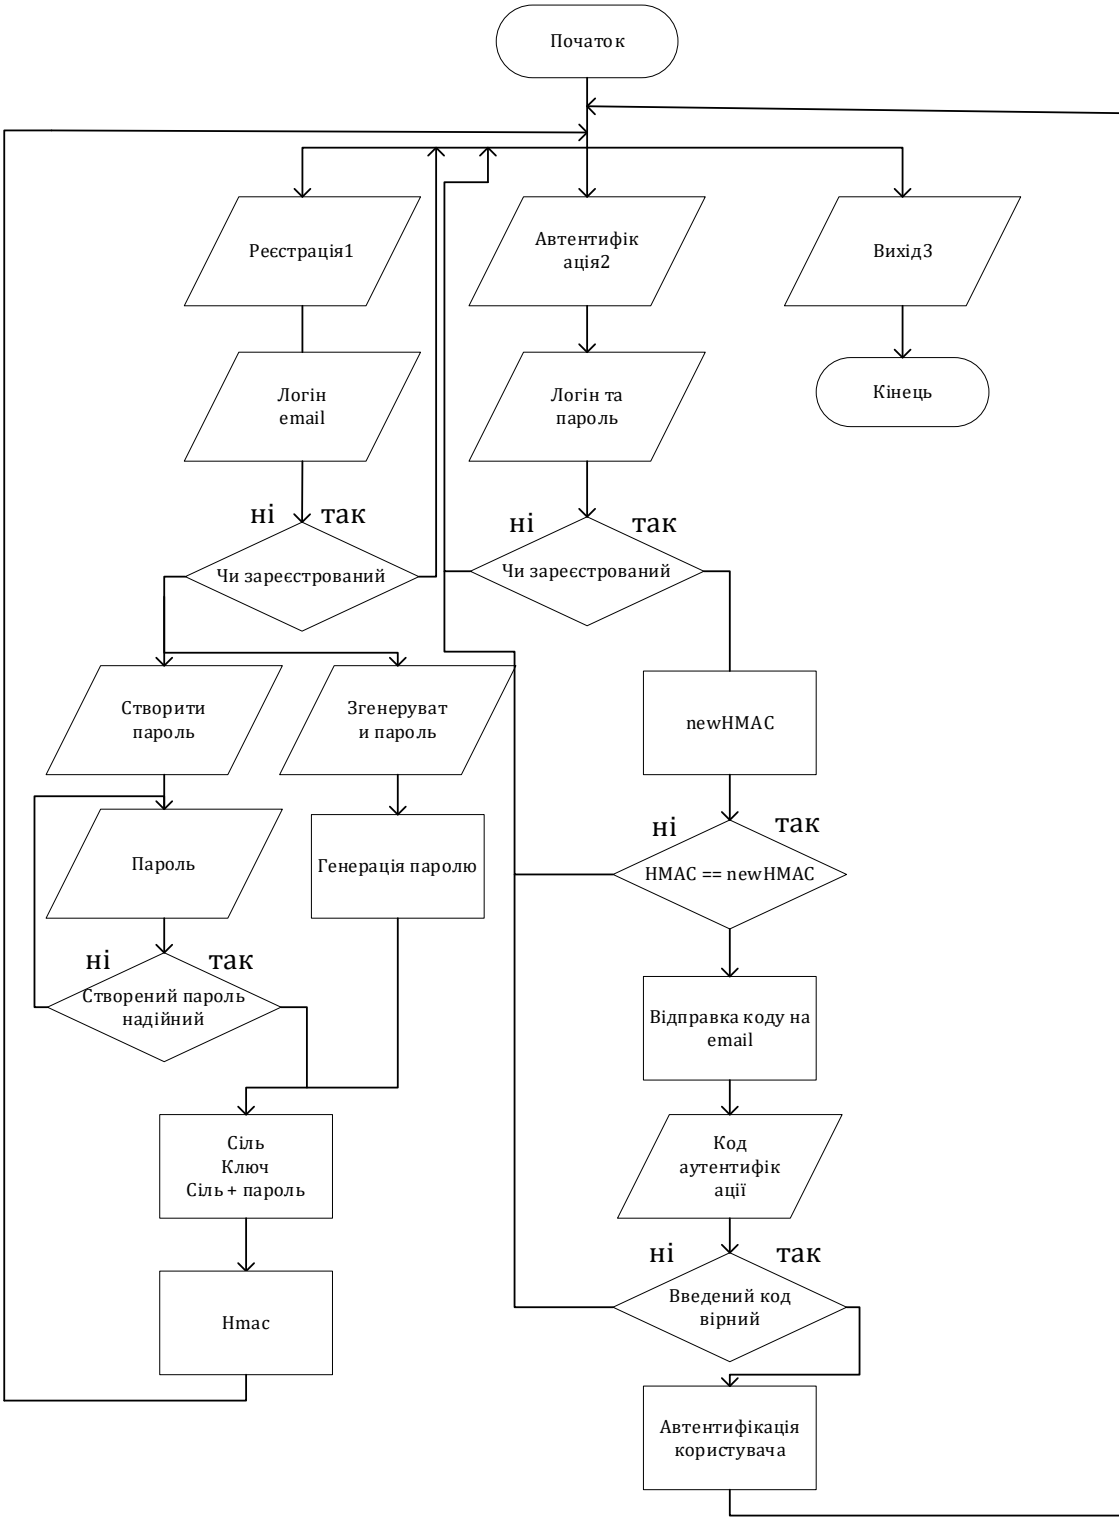 Початок
Реєстрація1
Автентифік
ація2
Вихід3
Логін
email
Логін та
пароль
Кінець
ні
так
ні
так
Чи зареєстрований
Чи зареєстрований
Створити
пароль
Згенеруват
и пароль
newHMAC
ні
так
Пароль
Генерація паролю
HMAC == newHMAC
ні
так
Створений пароль
надійний
Відправка коду на
email
Сіль
Ключ
Сіль + пароль
Код
аутентифік
ації
ні
так
Введений код
вірний
Hmac
Автентифікація
користувача